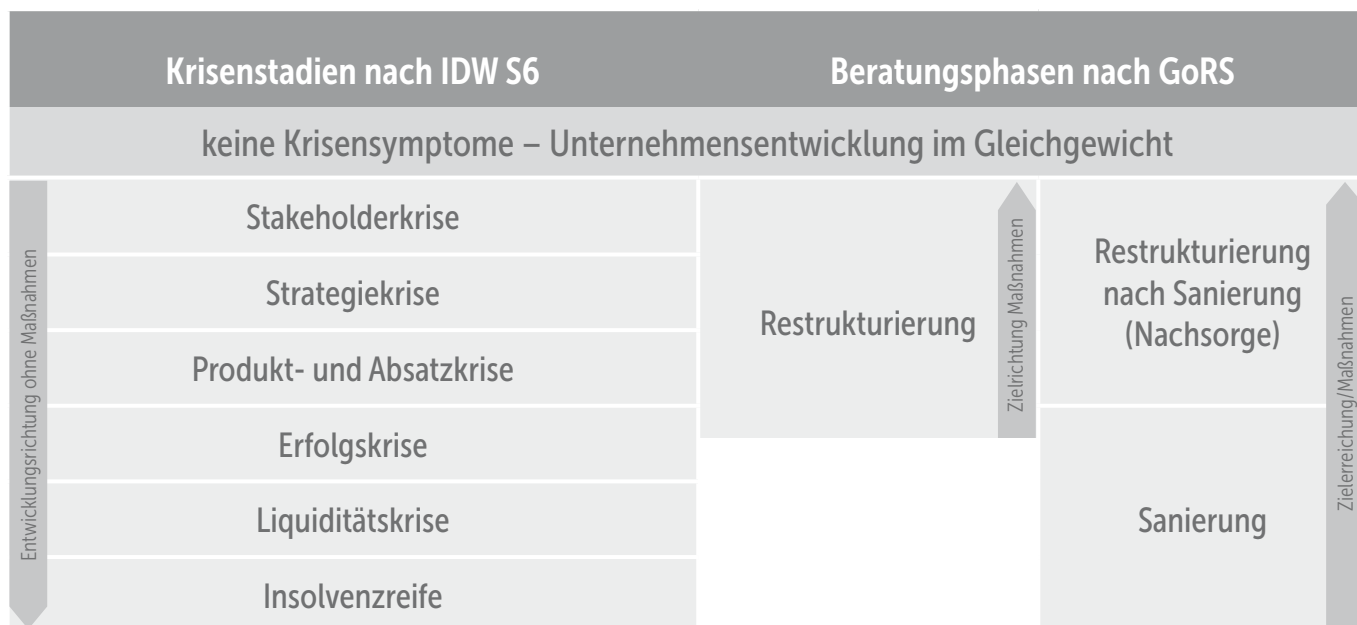 Krisenstadien nach IDW S6
Beratungsphasen nach GoRS
keine Krisensymptome – Unternehmensentwicklung im Gleichgewicht
Entwicklungsrichtung ohne Maßnahmen
Stakeholderkrise
Strategiekrise
Produkt- und Absatzkrise
Erfolgskrise
Liquiditätskrise
Insolvenzreife
Restrukturierung
Zielrichtung Maßnahmen
Restrukturierung
nach Sanierung
(Nachsorge)
Sanierung
Zielerreichung/Maßnahmen